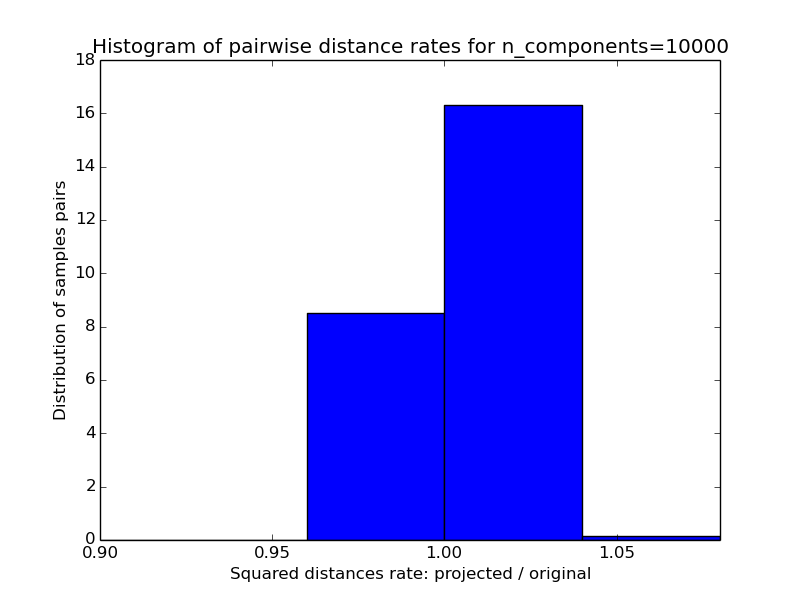 Histogram of pairwise distance rates for n_components=10000
18
16
14
12
10
8
6
4
2
0
Distribution of samples pairs
0.90 0.95 1.00 1.05
Squared distances rate: projected / original